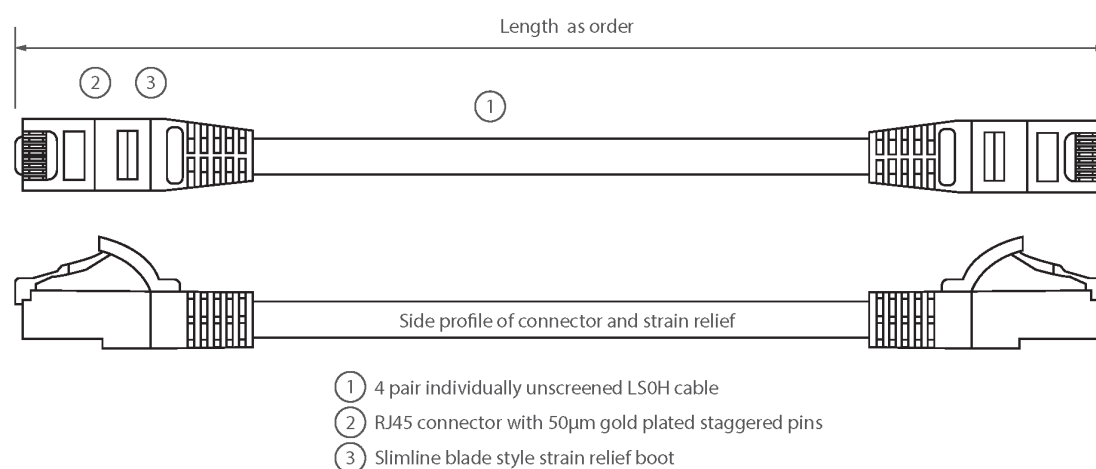 Length as order
2 3
1
Side profile of connector and strain relief
1 4 pair individually unscreened LS0H cable
2 RJ45 connector with 50µm gold plated staggered pins
3 Slimline blade style strain relief boot